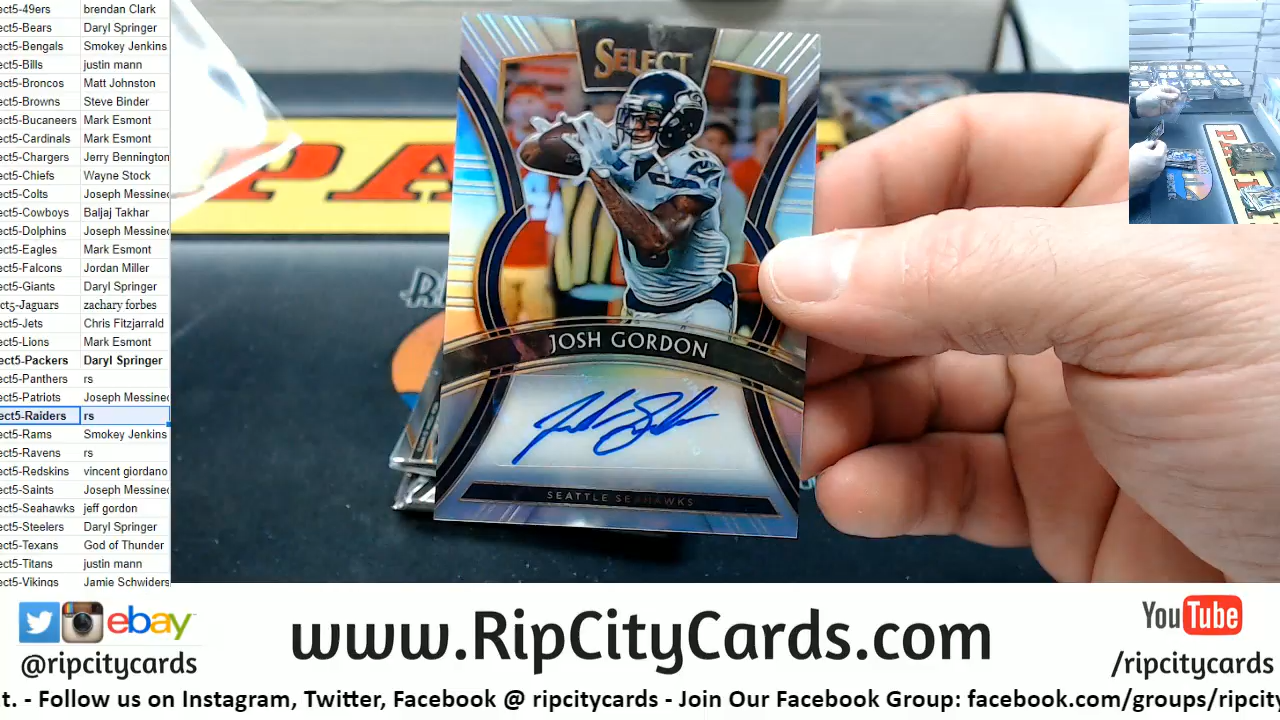 ect5-49ers brendan Clark
ect5-Bears Daryl Springer
ect5-Bengals Smokey Jenkins
ect5-Bills justin mann
ect5-Broncos Matt Johnston
ect5-Browns Steve Binder
ect5-Bucaneers Mark Esmont
ect5-Cardinals Mark Esmont
ect5-Chargers Jerry Bennington
ect5-Chiefs Wayne Stock
ect5-Colts Joseph Messinec
ect5-Cowboys Baljaj Takhar
ect5-Dolphins Joseph Messinec
ect5-Eagles Mark Esmont
ect5-Falcons Jordan Miller
ect5-Giants Daryl Springer
ect5-Jaguars zachary forbes
ect5-Jets Chris Fitzjarrald
ect5-Lions Mark Esmont
ect5-Packers Daryl Springer
ect5-Panthers rs
ect5-Patriots Joseph Messinec
ect5-Raiders rs
ect5-Rams Smokey Jenkins
ect5-Ravens rs
ect5-Redskins vincent giordano
ect5-Saints Joseph Messinec
ect5-Seahawks jeff gordon
ect5-Steelers Daryl Springer
ect5-Texans God of Thunder
ect5-Titans justin mann
ect5-Vikings Jamie Schwiders
SELECT
JOSH GORDON
SEATTLE SEAHAWKS
PA
ebay
@ripcitycards
www.RipCityCards.com
YouTube
/ripcitycards
t. - Follow us on Instagram, Twitter, Facebook @ ripcitycards - Join Our Facebook Group: facebook.com/groups/ripcity